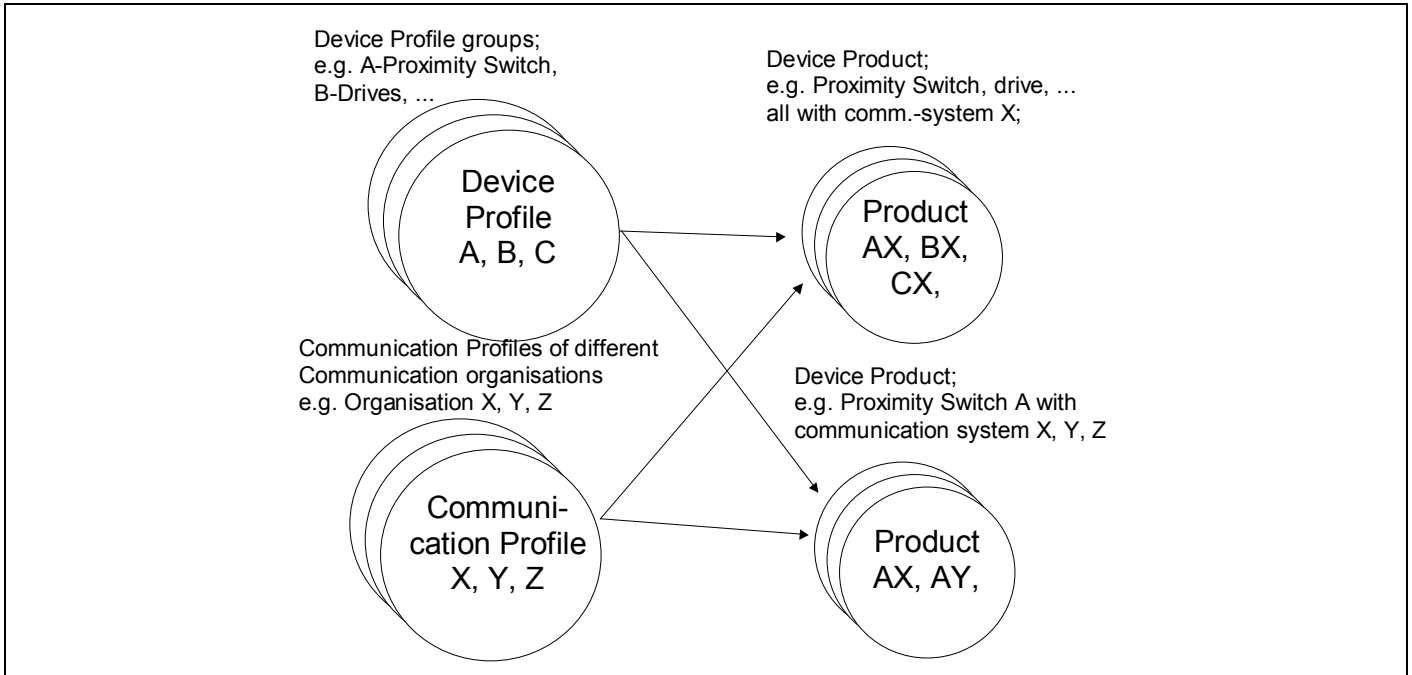 Device Profile groups;
e.g. A-Proximity Switch,
B-Drives, ...
Device
Profile
A, B, C
Device Product;
e.g. Proximity Switch, drive, ...
all with comm.-system X;
Product
AX, BX,
CX,
Communication Profiles of different
Communication organisations
e.g. Organisation X, Y, Z
Communi-
cation Profile
X, Y, Z
Device Product;
e.g. Proximity Switch A with
communication system X, Y, Z
Product
AX, AY,